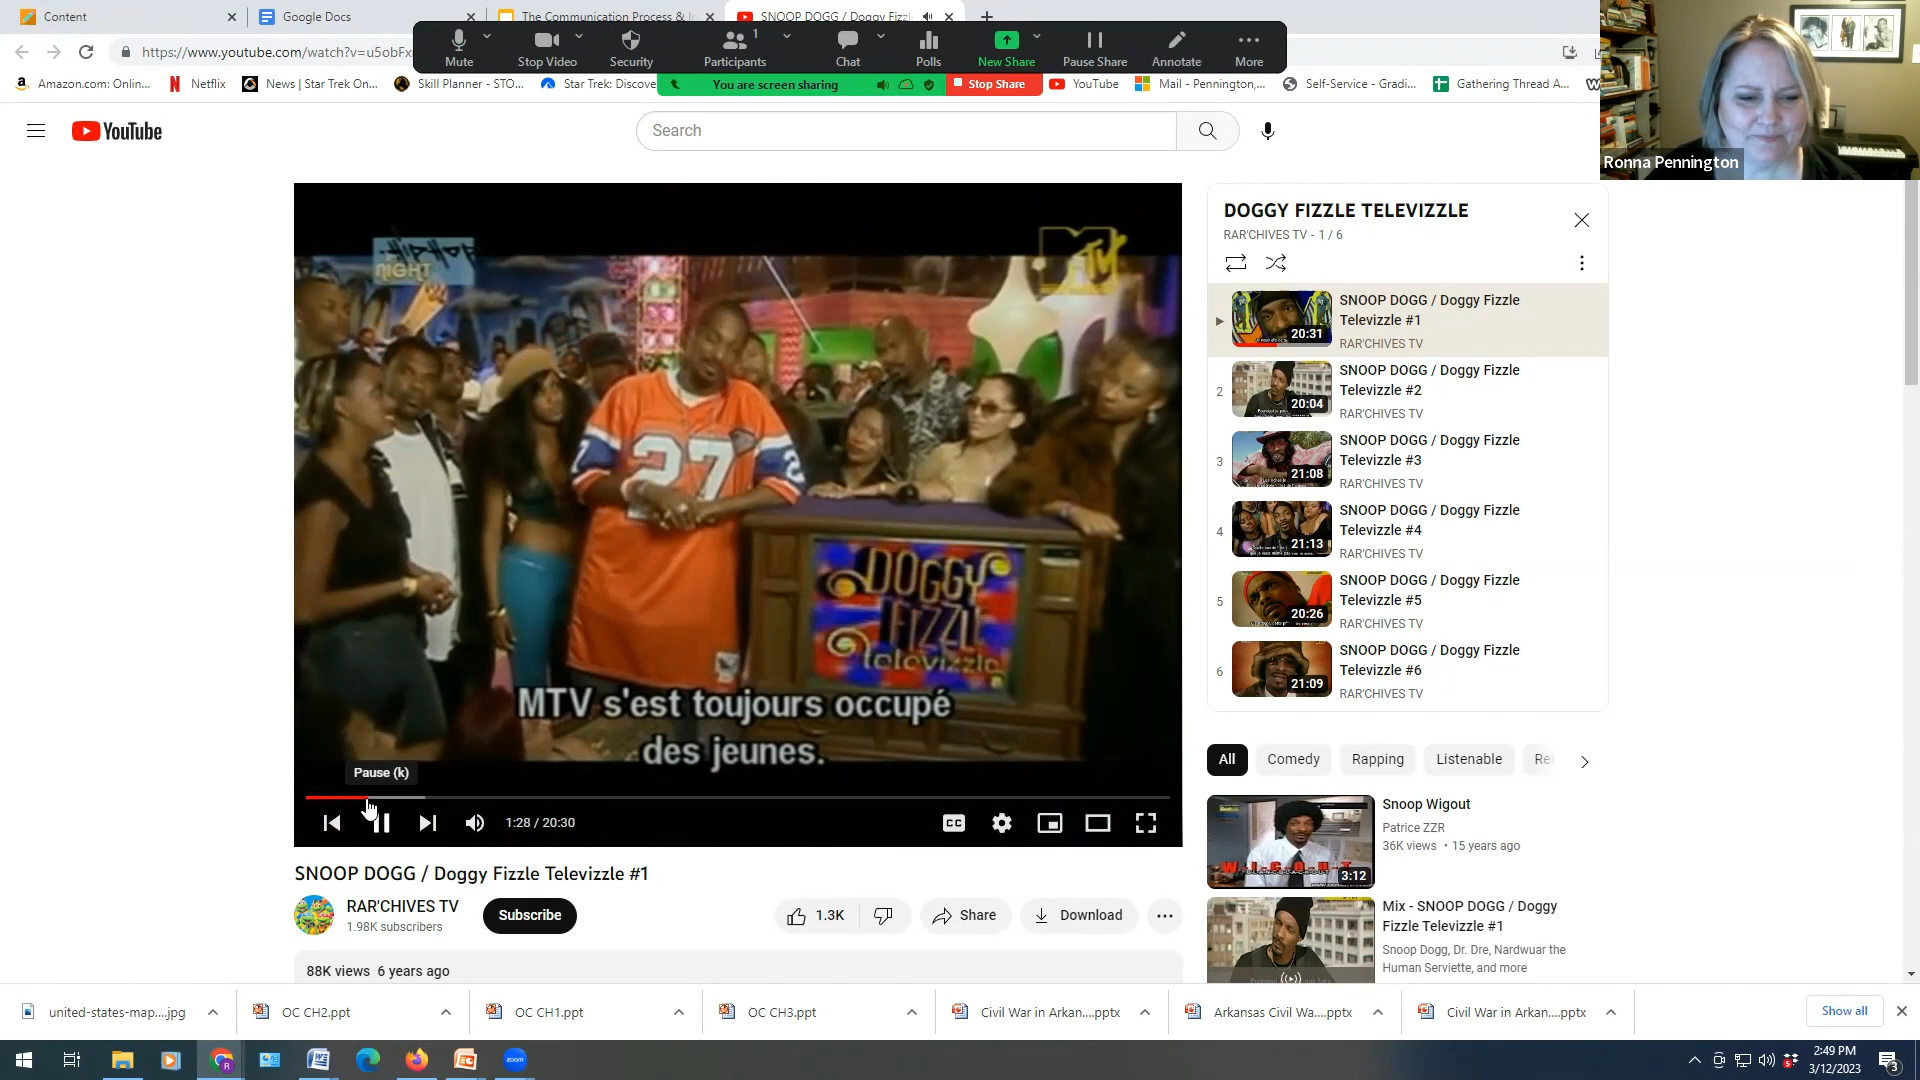 Content
Google Docs
The Communication Process & I
SNOOP DOGG / Doggy Fizzl
https://www.youtube.com/watch?v=u5obFx
Mute
Stop Video
Security
1
Participants
Chat
Polls
New Share
Pause Share
Annotate
More
Amazon.com: Onlin...
Netflix
News | Star Trek On...
Skill Planner - STO...
Star Trek: Discove
You are screen sharing
Stop Share
YouTube
Mail - Pennington,...
Self-Service - Gradi...
Gathering Thread A...
Ronna Pennington
YouTube
Search
HIPHOP
NIGHT
MTV
27
2
DOGGY
FIZZLE
televizzle
MTV s'est toujours occupé
des jeunes.
Pause (k)
1:28 / 20:30
CC
SNOOP DOGG / Doggy Fizzle Televizzle #1
RAR'CHIVES TV
1.98K subscribers
Subscribe
1.3K
Share
Download
88K views 6 years ago
DOGGY FIZZLE TELEVIZZLE
RAR'CHIVES TV - 1 / 6
20:31
SNOOP DOGG / Doggy Fizzle
Televizzle #1
RAR'CHIVES TV
2
20:04
SNOOP DOGG / Doggy Fizzle
Televizzle #2
RAR'CHIVES TV
3
21:08
SNOOP DOGG / Doggy Fizzle
Televizzle #3
RAR'CHIVES TV
4
21:13
SNOOP DOGG / Doggy Fizzle
Televizzle #4
RAR'CHIVES TV
5
20:26
SNOOP DOGG / Doggy Fizzle
Televizzle #5
RAR'CHIVES TV
6
21:09
SNOOP DOGG / Doggy Fizzle
Televizzle #6
RAR'CHIVES TV
All
Comedy
Rapping
Listenable
Re
WIGOUT
3:12
Snoop Wigout
Patrice ZZR
36K views • 15 years ago
Mix - SNOOP DOGG / Doggy
Fizzle Televizzle #1
Snoop Dogg, Dr. Dre, Nardwuar the
Human Serviette, and more
united-states-map....jpg
OC CH2.ppt
OC CH1.ppt
OC CH3.ppt
Civil War in Arkan....pptx
Arkansas Civil Wa....pptx
Civil War in Arkan....pptx
Show all
zoom
2:49 PM
3/12/2023
3